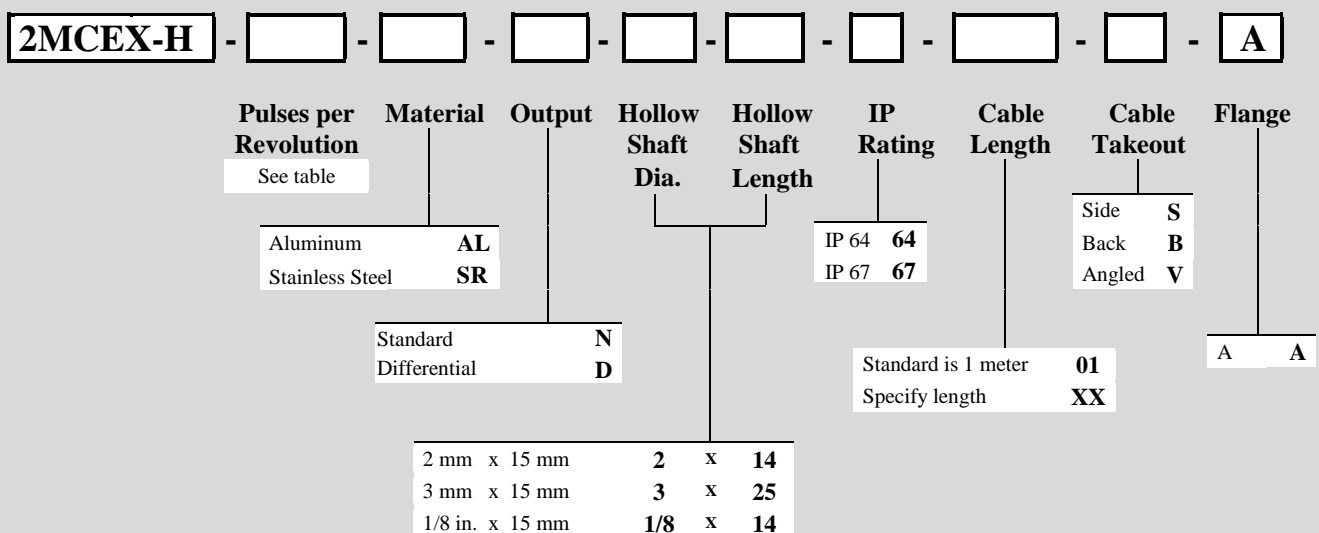 2MCEX-H - - - - - - - - A
Pulses per Revolution
See table
Material
Aluminum AL
Stainless Steel SR
Output
Standard N
Differential D
Hollow Shaft Dia.
Hollow Shaft Length
2 mm x 15 mm 2 x 14
3 mm x 15 mm 3 x 25
1/8 in. x 15 mm 1/8 x 14
IP Rating
IP 64 64
IP 67 67
Cable Length
Standard is 1 meter 01
Specify length XX
Cable Takeout
Side S
Back B
Angled V
Flange
A A